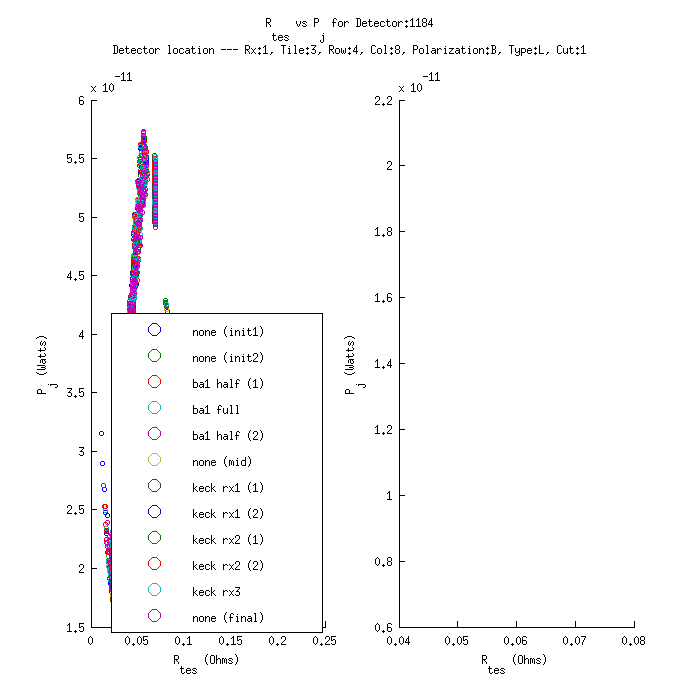 R tes vs P j for Detector:1184
Detector location --- Rx:1, Tile:3, Row:4, Col:8, Polarization:B, Type:L, Cut:1
x 10^-11
6
5.5
5
4.5
4
3.5
3
2.5
2
1.5
P j (Watts)
0
0.05
0.1
0.15
0.2
0.25
R tes (Ohms)
none (init1)
none (init2)
ba1 half (1)
ba1 full
ba1 half (2)
none (mid)
keck rx1 (1)
keck rx1 (2)
keck rx2 (1)
keck rx2 (2)
keck rx3
none (final)
x 10^-11
2.2
2
1.8
1.6
1.4
1.2
1
0.8
0.6
P j (Watts)
0.04
0.05
0.06
0.07
0.08
R tes (Ohms)